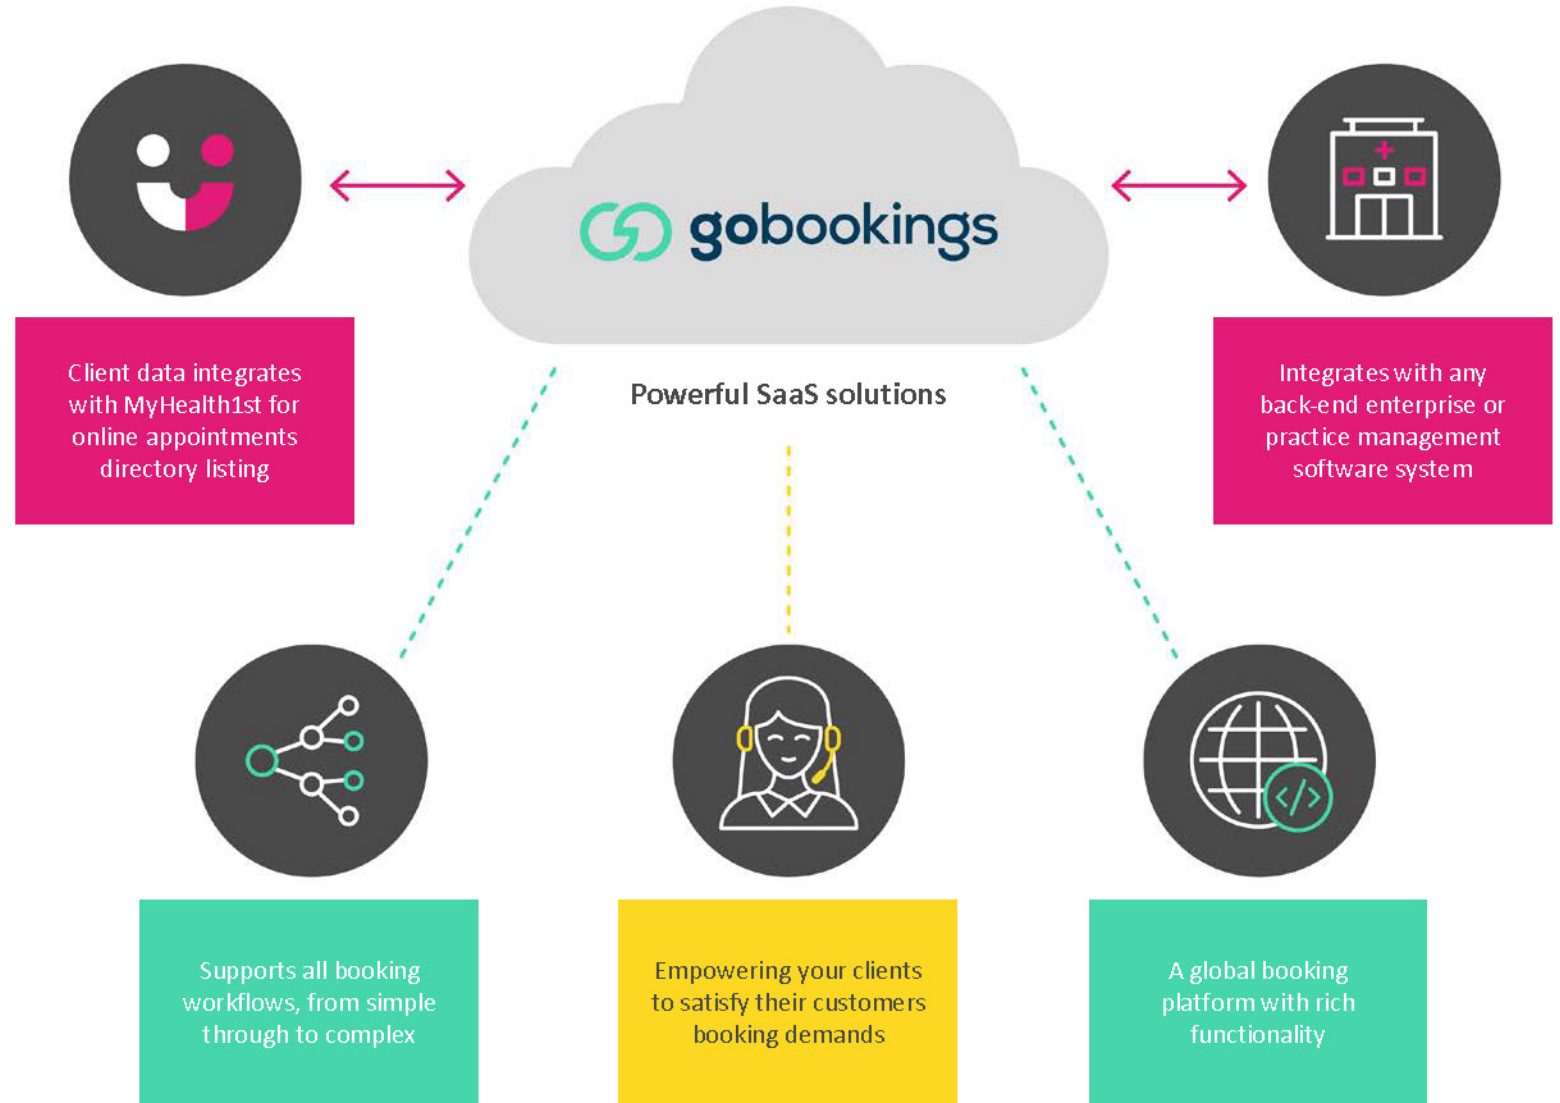 gobookings
Client data integrates
with MyHealth1st for
online appointments
directory listing
Powerful SaaS solutions
Integrates with any
back-end enterprise or
practice management
software system
</>
Supports all booking
workflows, from simple
through to complex
Empowering your clients
to satisfy their customers
booking demands
A global booking
platform with rich
functionality